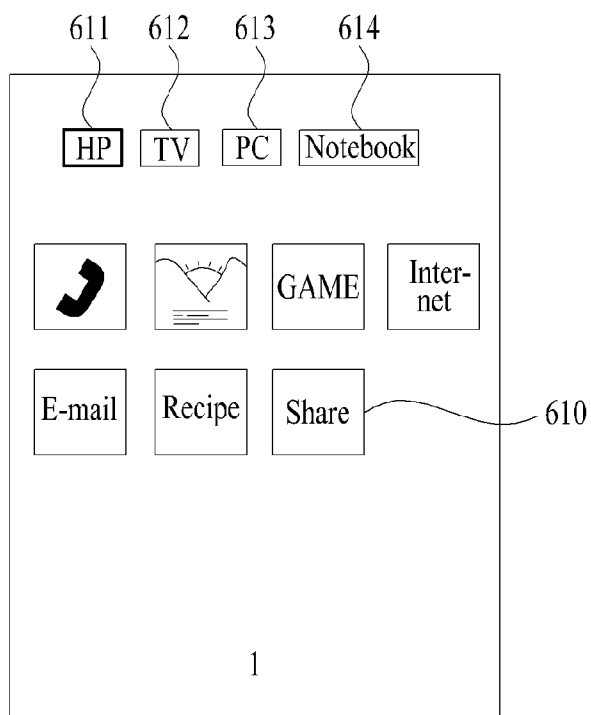 611 612 613 614
HP TV PC Notebook
GAME
Inter-
net
E-mail Recipe Share
610
1